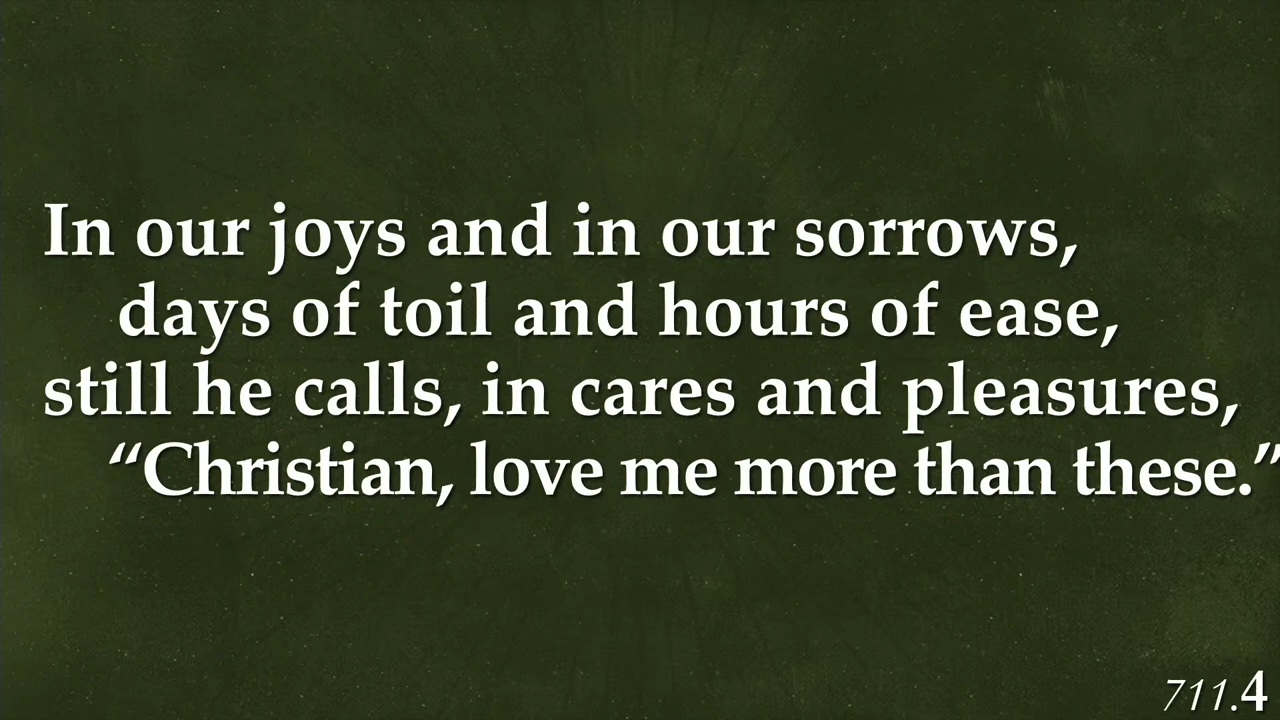 In our joys and in our sorrows,
days of toil and hours of ease,
still he calls, in cares and pleasures,
“Christian, love me more than these.”
711.4